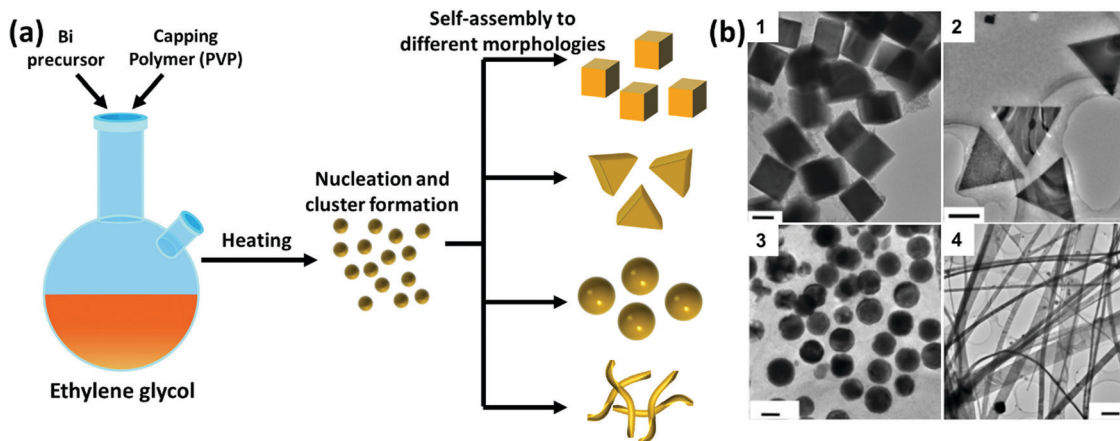 (a)
Bi
precursor
Capping
Polymer (PVP)
Ethylene glycol
Heating
Nucleation and
cluster formation
Self-assembly to
different morphologies
(b)
1
2
3
4